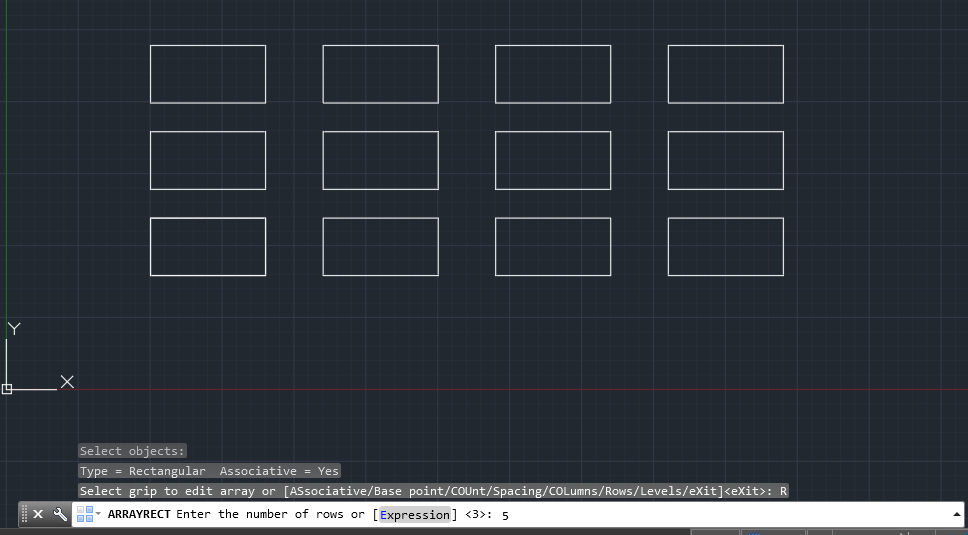 Y
X
Select objects:
Type = Rectangular  Associative = Yes
Select grip to edit array or [ASsociative/Base point/COUnt/Spacing/COLumns/Rows/Levels/eXit]<eXit>: R
ARRAYRECT Enter the number of rows or [Expression] <3>: 5